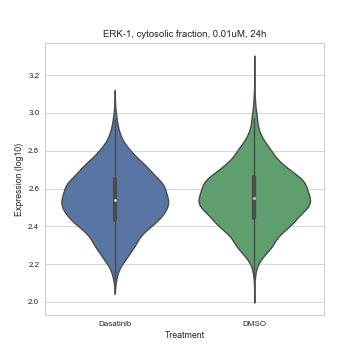 ERK-1, cytosolic fraction, 0.01uM, 24h
Expression (log10)
3.2
3.0
2.8
2.6
2.4
2.2
2.0
Dasatinib DMSO
Treatment